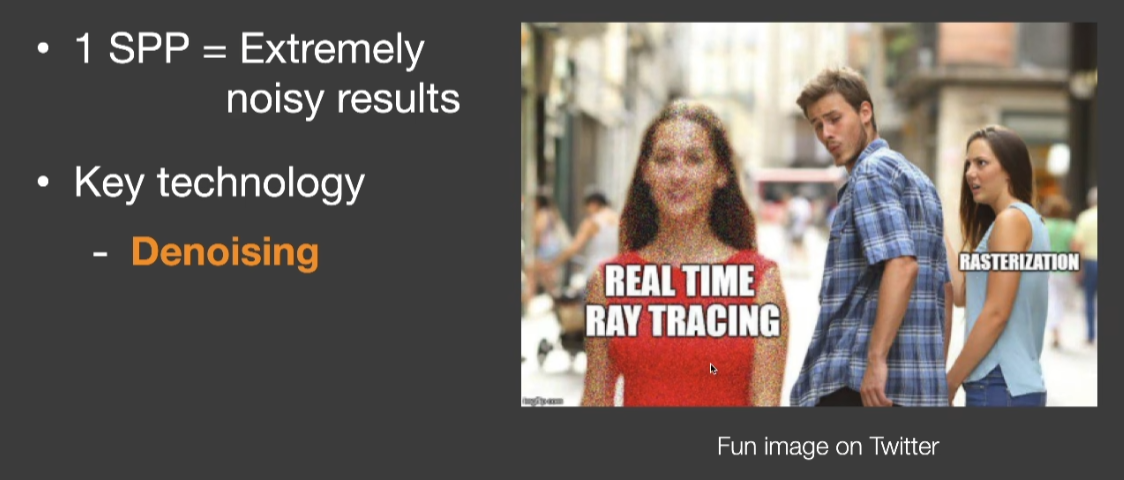 • 1 SPP = Extremely
noisy results
• Key technology
- Denoising
REAL TIME
RAY TRACING
RASTERIZATION
imgflip.com
Fun image on Twitter